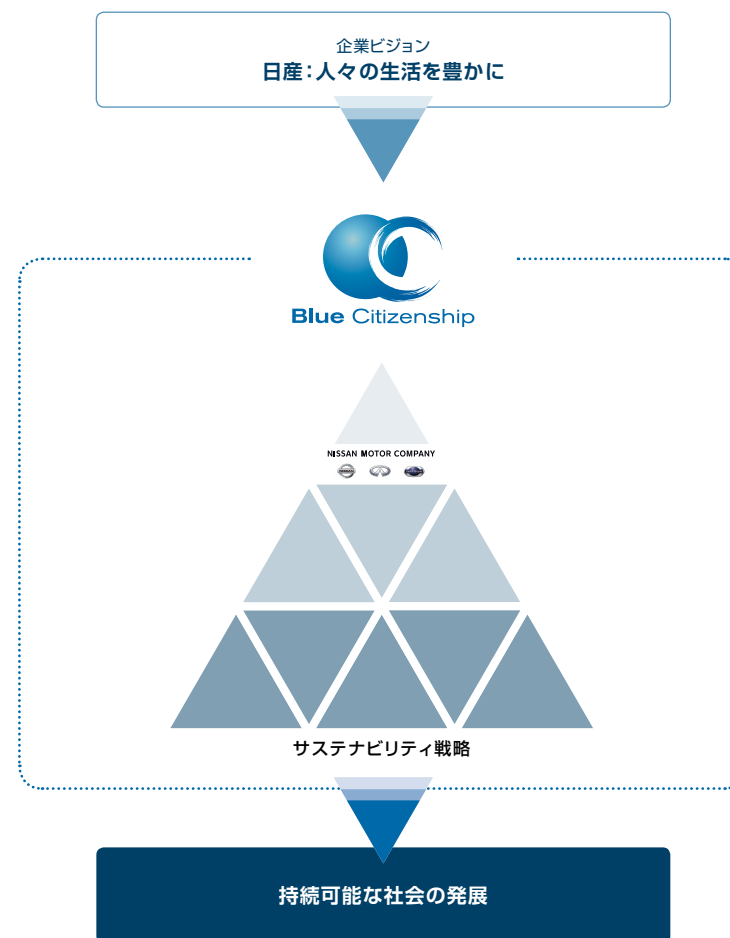 企業ビジョン
日産：人々の生活を豊かに
Blue Citizenship
NISSAN MOTOR COMPANY
NISSAN
サステナビリティ戦略
持続可能な社会の発展